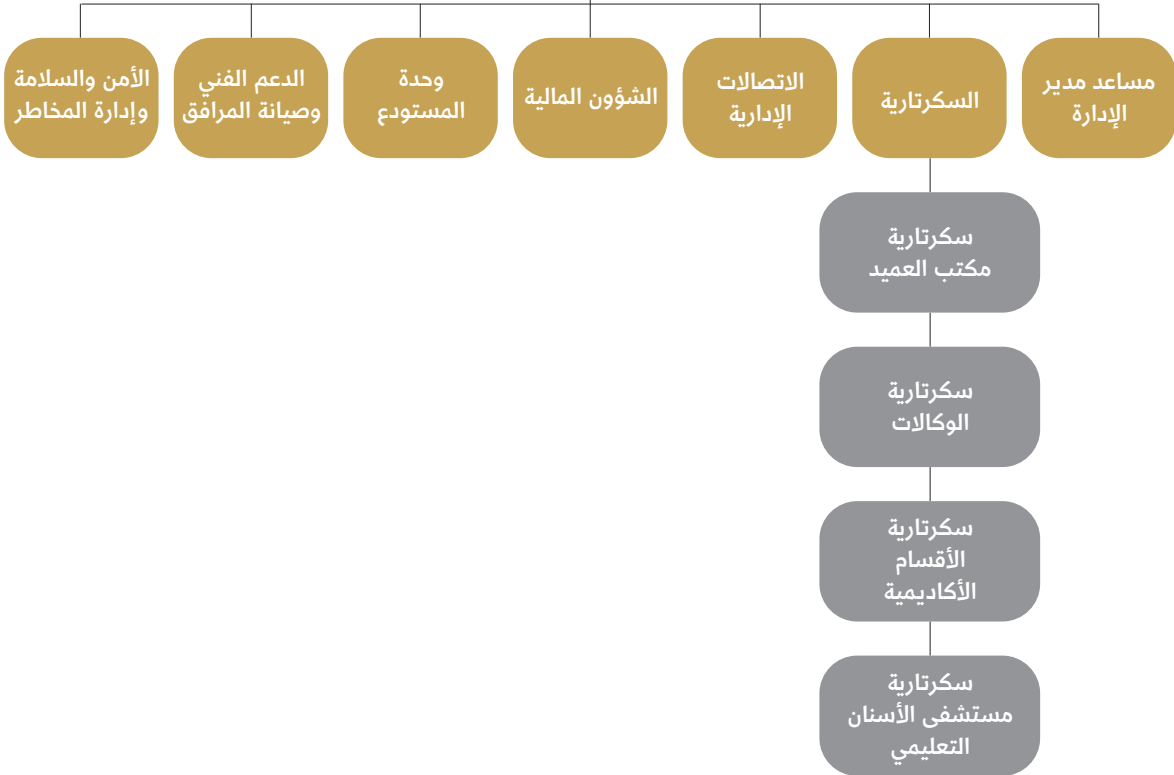 مساعد مدير
الإدارة
السكرتارية
الاتصالات
الإدارية
الشؤون المالية
وحدة
المستودع
الدعم الفني
وصيانة المرافق
الأمن والسلامة
وإدارة المخاطر
سكرتارية
مكتب العميد
سكرتارية
الوكالات
سكرتارية
الأقسام
الأكاديمية
سكرتارية
مستشفى الأسنان
التعليمي